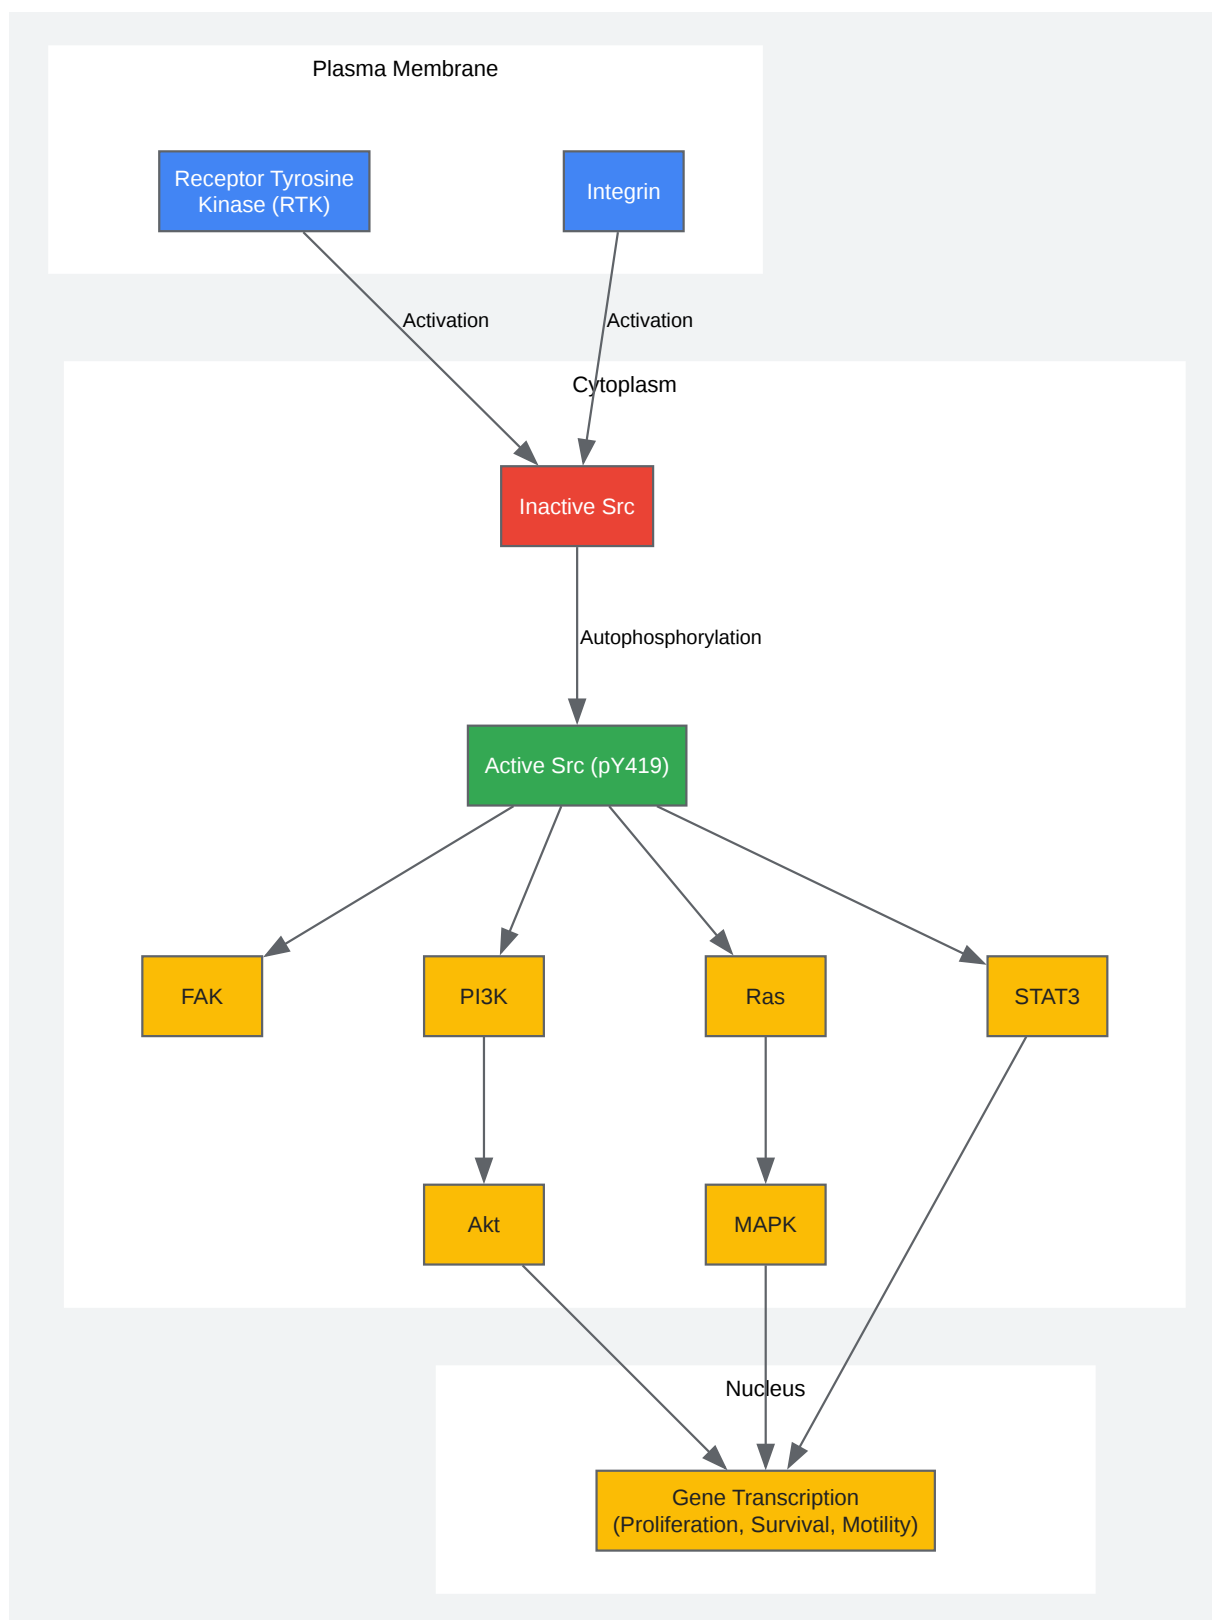 Plasma Membrane
Receptor Tyrosine
Kinase (RTK)
Integrin
Activation
Activation
Cytoplasm
Inactive Src
Autophosphorylation
Active Src (pY419)
FAK
PI3K
Ras
STAT3
Akt
MAPK
Nucleus
Gene Transcription
(Proliferation, Survival, Motility)